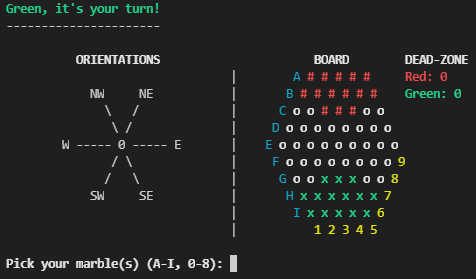 Green, it's your turn!
----------------------
ORIENTATIONS | BOARD DEAD-ZONE
| A # # # # # Red: 0
NW NE | B # # # # # # Green: 0
\ / | C o o # # # o o
\ / | D o o o o o o o o
W ----- 0 ----- E | E o o o o o o o o o
/ \ | F o o o o o o o o 9
/ \ | G o o x x x o o 8
SW SE | H x x x x x x 7
| I x x x x x 6
| 1 2 3 4 5
Pick your marble(s) (A-I, 0-8):